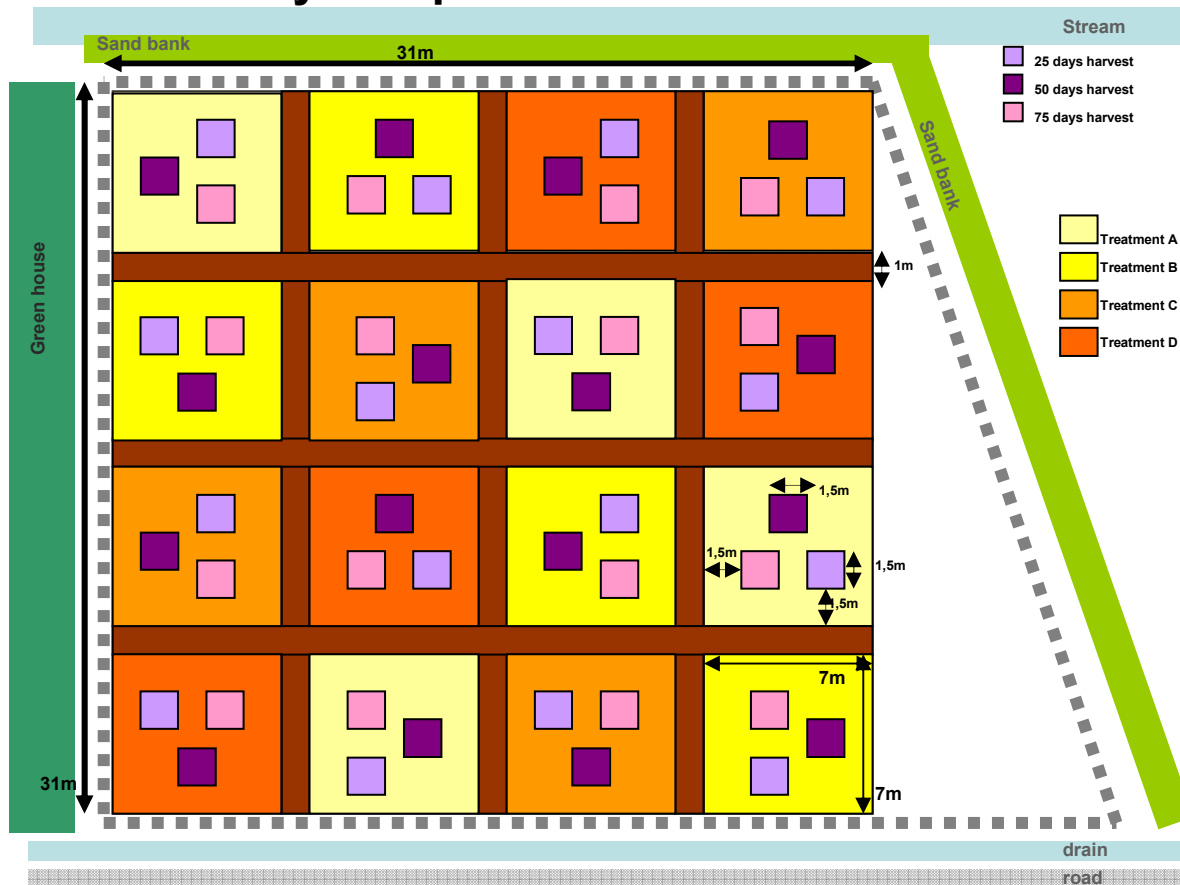 Stream
Sand bank
31m
25 days harvest
50 days harvest
75 days harvest
Sand bank
Green house
Treatment A
1m
Treatment B
Treatment C
Treatment D
1,5m
1,5m
1,5m
1,5m
7m
31m
7m
drain
road